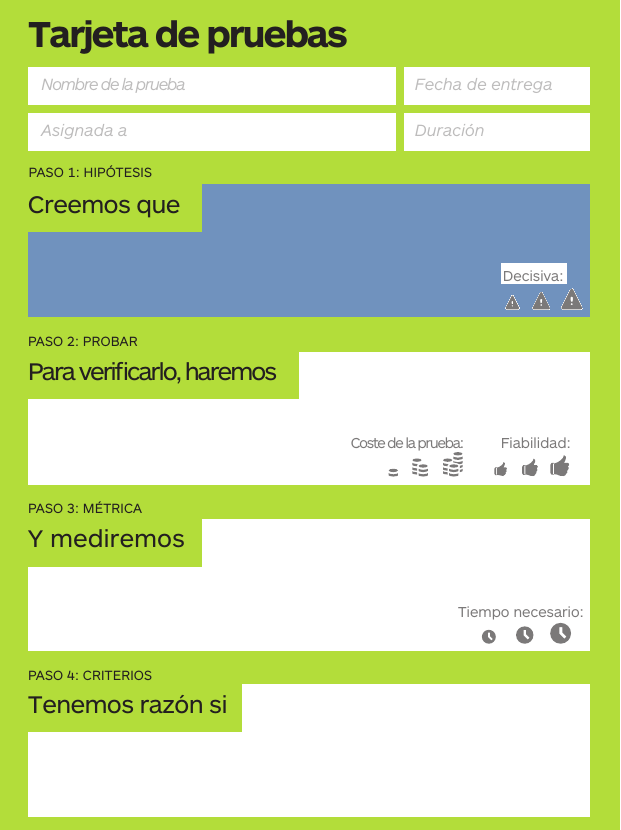 Tarjeta de pruebas
Nombre de la prueba
Fecha de entrega
Asignada a
Duración
PASO 1: HIPÓTESIS
Creemos que
Decisiva:
PASO 2: PROBAR
Para verificarlo, haremos
Coste de la prueba:
Fiabilidad:
PASO 3: MÉTRICA
Y mediremos
Tiempo necesario:
PASO 4: CRITERIOS
Tenemos razón si